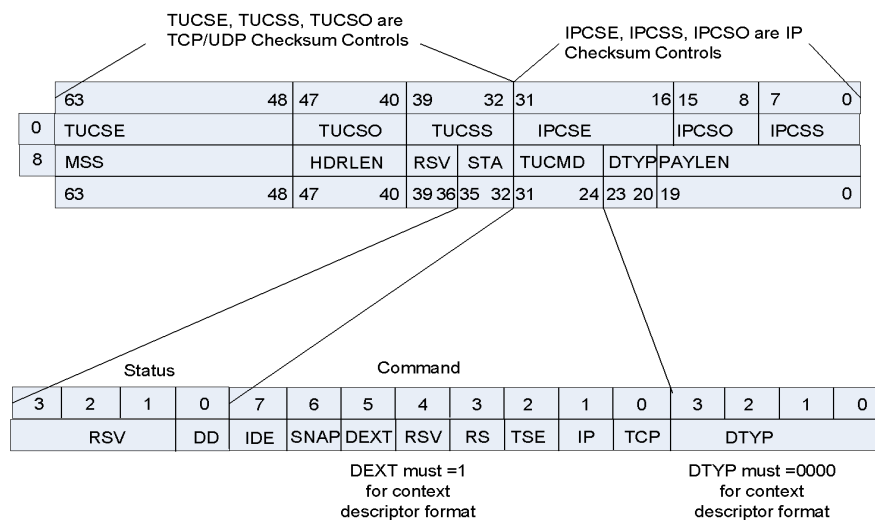 TUCSE, TUCSS, TUCSO are
TCP/UDP Checksum Controls
IPCSE, IPCSS, IPCSO are IP
Checksum Controls
63 48 47 40 39 32 31 16 15 8 7 0
0 TUCSE TUCSO TUCSS IPCSE IPCSO IPCSS
8 MSS HDRLEN RSV STA TUCMD DTYP PAYLEN
63 48 47 40 39 36 35 32 31 24 23 20 19 0
Status Command
3 2 1 0 7 6 5 4 3 2 1 0 3 2 1 0
RSV DD IDE SNAP DEXT RSV RS TSE IP TCP DTYP
DEXT must =1
for context
descriptor format
DTYP must =0000
for context
descriptor format